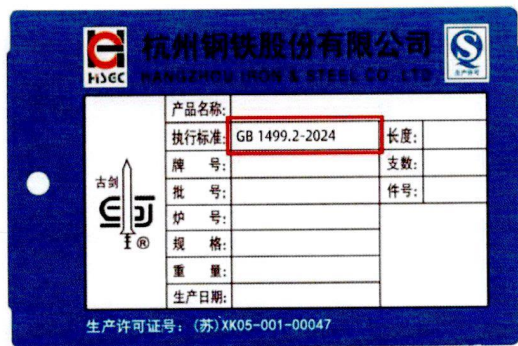 杭州钢铁股份有限公司
HANGZHOU IRON & STEEL CO. LTD
HSGC
生产许可
产品名称:
执行标准: GB 1499.2-2024 长度:
牌 号: 支数:
批 号: 件号:
古剑
炉 号:
®
规 格:
重 量:
生产日期:
生产许可证号: (苏)XK05-001-00047